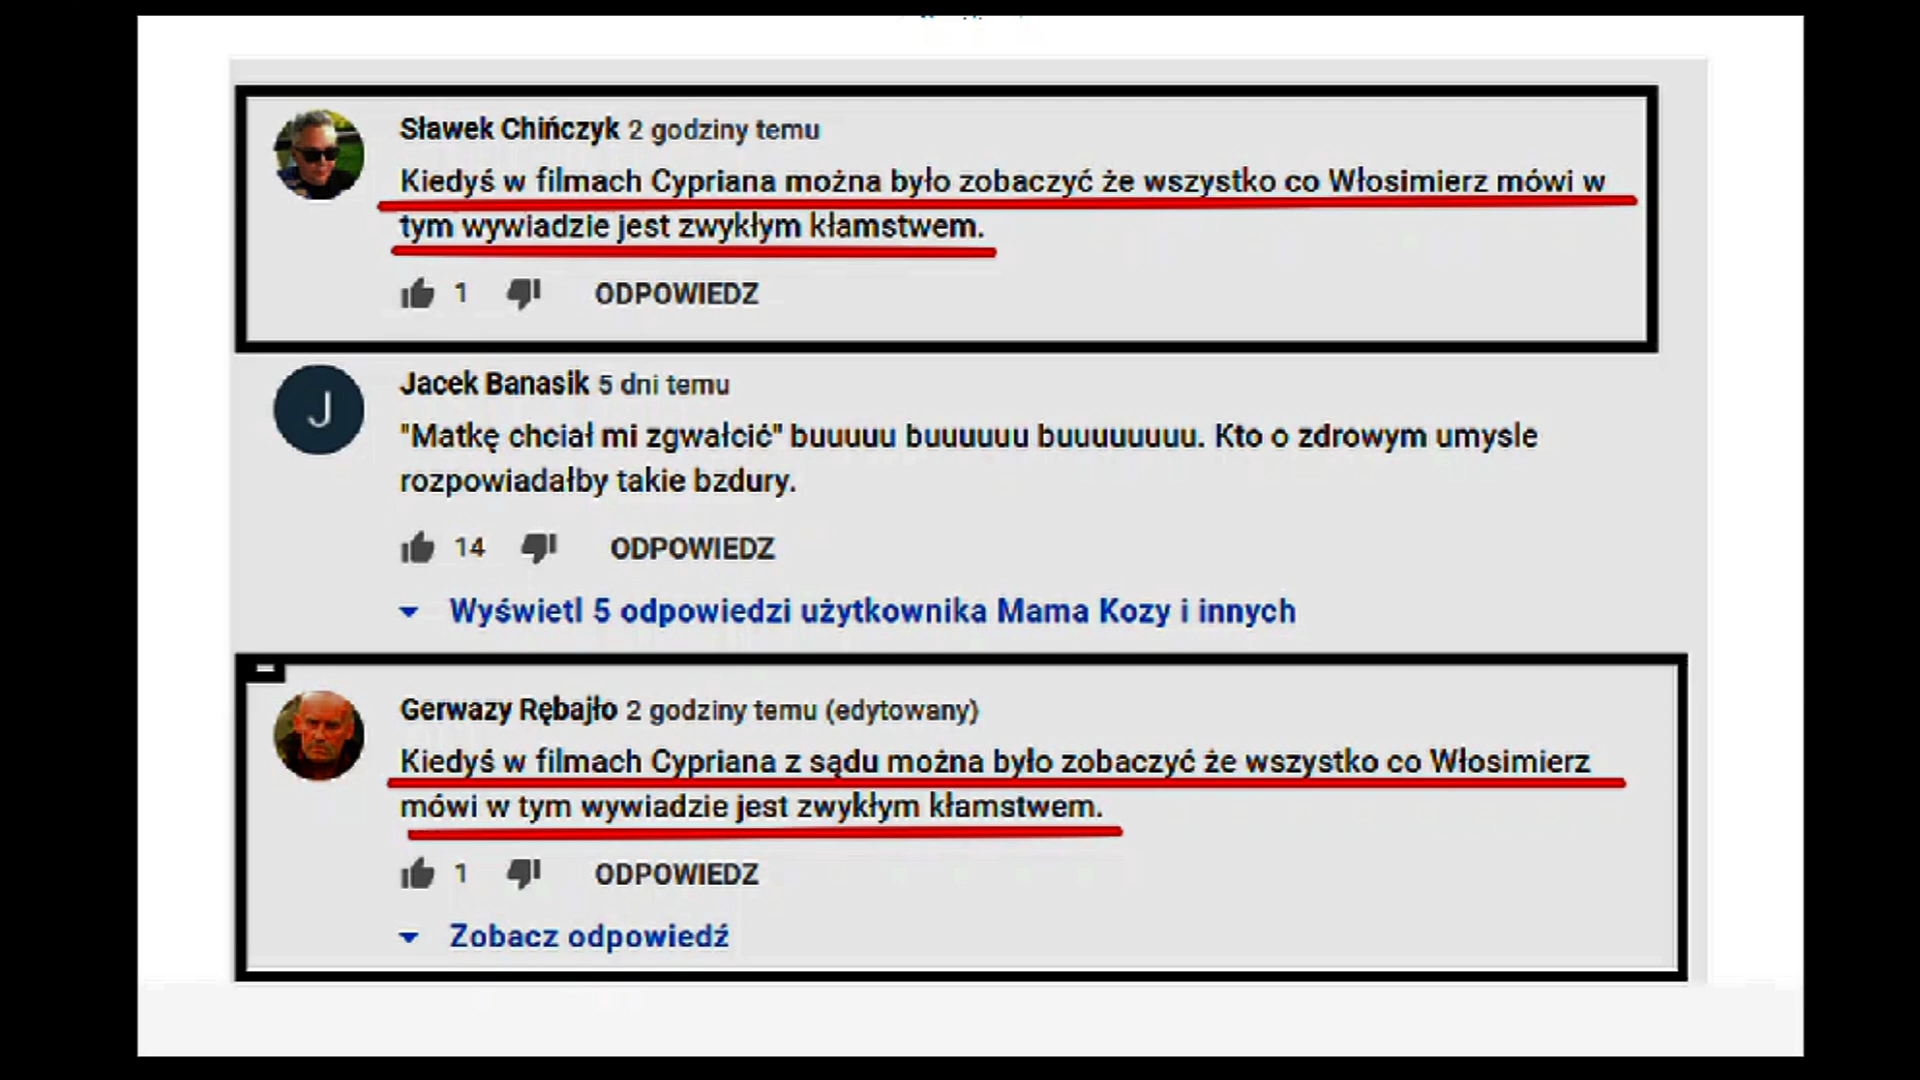 Sławek Chińczyk 2 godziny temu
Kiedyś w filmach Cypriana można było zobaczyć że wszystko co Włosimierz mówi w
tym wywiadzie jest zwykłym kłamstwem.
1 ODPOWIEDZ
J
Jacek Banasik 5 dni temu
"Matkę chciał mi zgwałcić" buuuuu buuuuuu buuuuuuuu. Kto o zdrowym umysle
rozpowiadałby takie bzdury.
14 ODPOWIEDZ
Wyświetl 5 odpowiedzi użytkownika Mama Kozy i innych
Gerwazy Rębajło 2 godziny temu (edytowany)
Kiedyś w filmach Cypriana z sądu można było zobaczyć że wszystko co Włosimierz
mówi w tym wywiadzie jest zwykłym kłamstwem.
1 ODPOWIEDZ
Zobacz odpowiedź